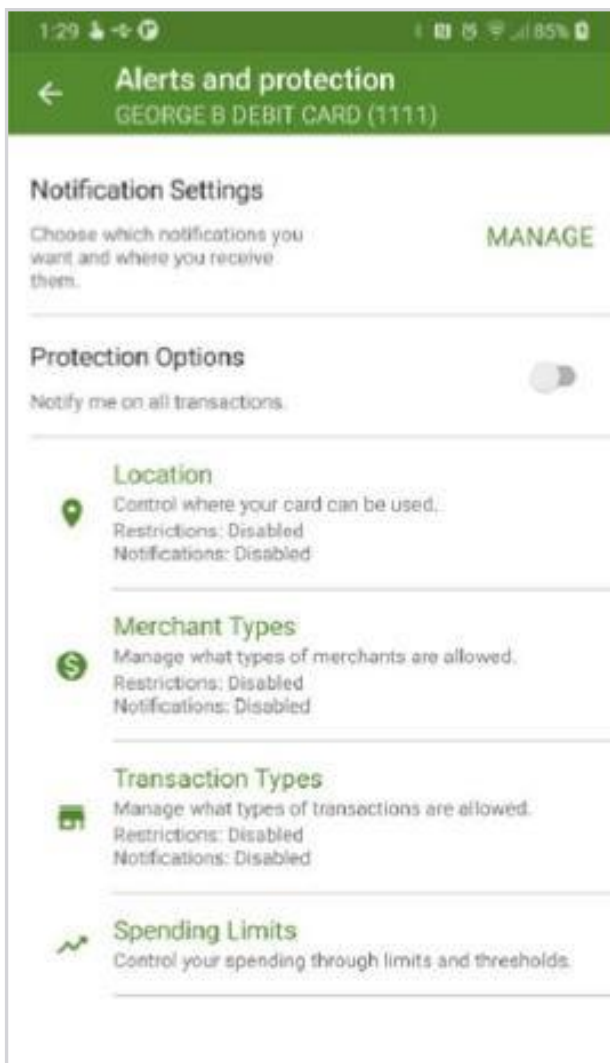 1:29
85%
Alerts and protection
GEORGE B DEBIT CARD (1111)
Notification Settings
Choose which notifications you
want and where you receive
them.
MANAGE
Protection Options
Notify me on all transactions.
Location
Control where your card can be used.
Restrictions: Disabled
Notifications: Disabled
Merchant Types
Manage what types of merchants are allowed.
Restrictions: Disabled
Notifications: Disabled
Transaction Types
Manage what types of transactions are allowed.
Restrictions: Disabled
Notifications: Disabled
Spending Limits
Control your spending through limits and thresholds.